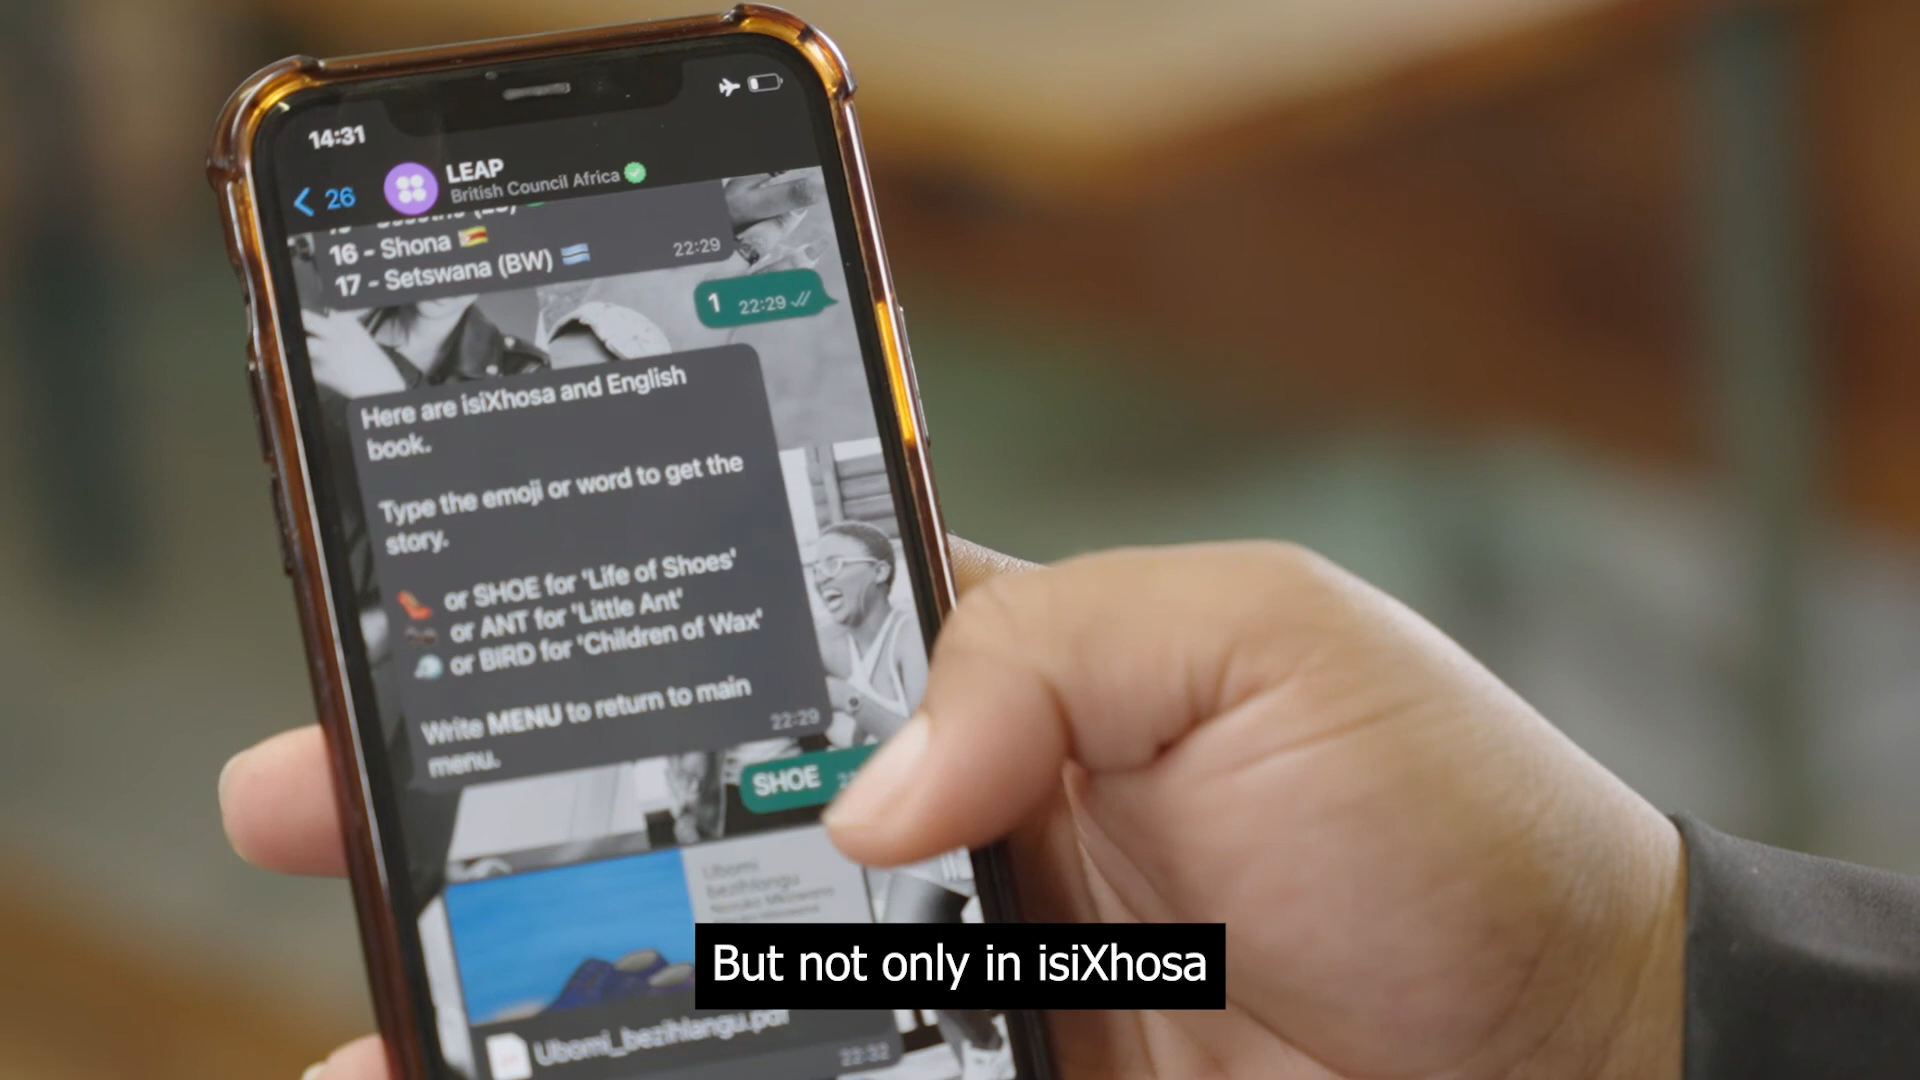 14:31
26
LEAP
British Council Africa
16 - Shona
17 - Setswana (BW)
22:29
1 22:29
Here are isiXhosa and English
book.
Type the emoji or word to get the
story.
or SHOE for 'Life of Shoes'
or ANT for 'Little Ant'
or BIRD for 'Children of Wax'
Write MENU to return to main
menu.
22:29
SHOE
Ubomi
bezihlangu
Ubomi_bezihlangu.pdf
22:32
But not only in isiXhosa